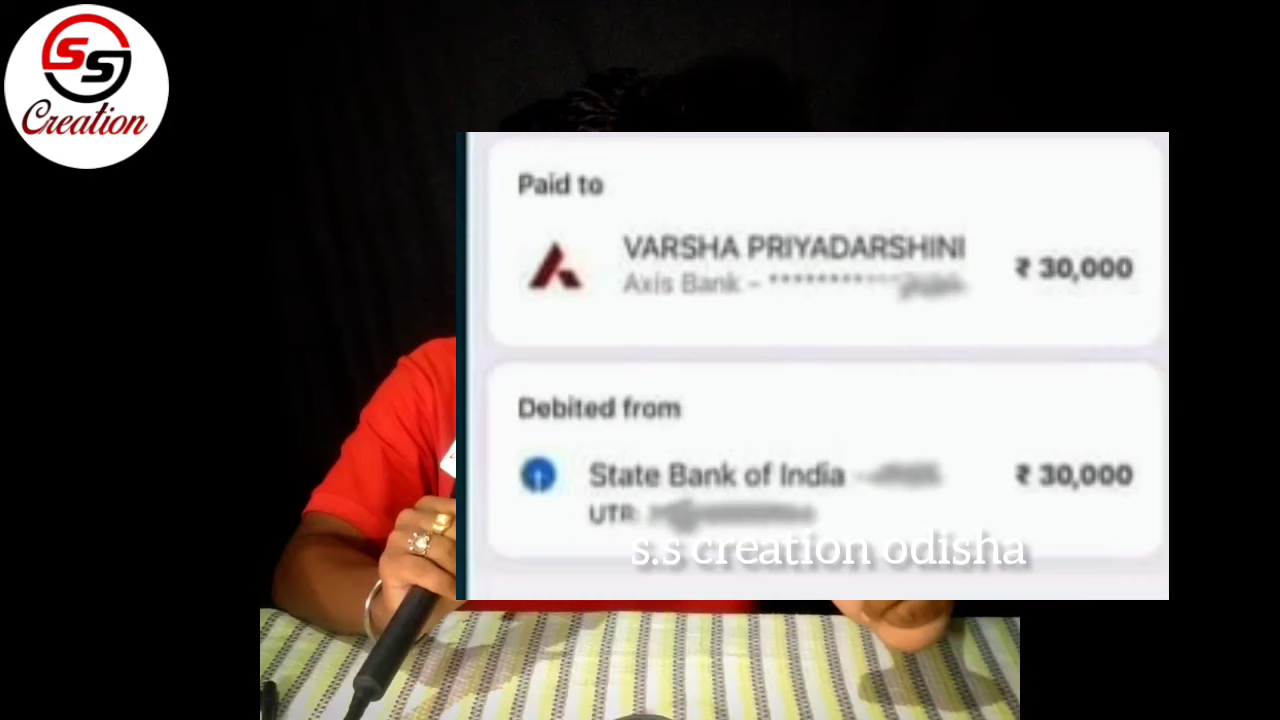 SS
Creation
Paid to
VARSHA PRIYADARSHINI
Axis Bank - ************
₹ 30,000
Debited from
State Bank of India
₹ 30,000
UTR:
s.s creation odisha